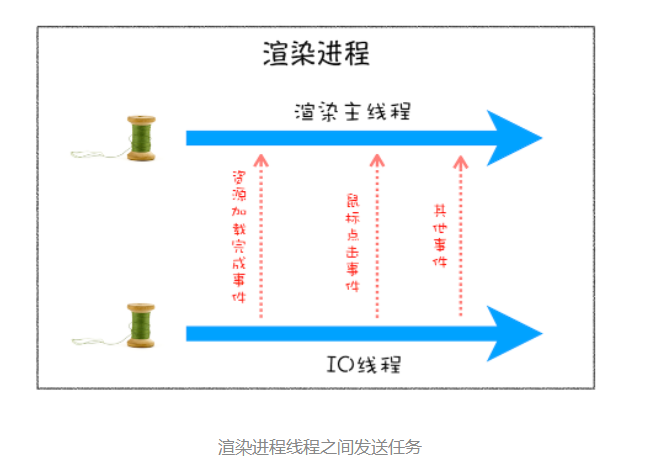 渲染进程
渲染主线程
资源加载完成事件
鼠标点击事件
其他事件
IO线程
渲染进程线程之间发送任务